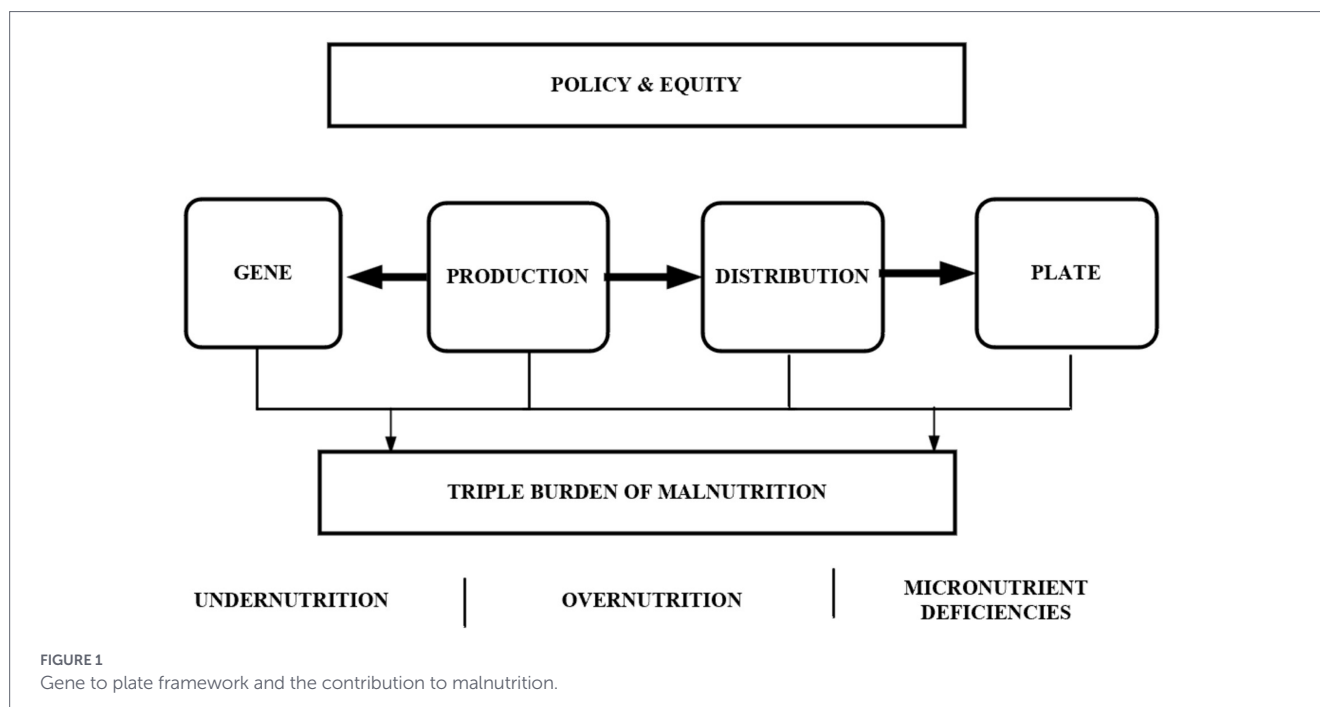 POLICY & EQUITY
GENE
PRODUCTION
DISTRIBUTION
PLATE
TRIPLE BURDEN OF MALNUTRITION
UNDERNUTRITION
OVERNUTRITION
MICRONUTRIENT
DEFICIENCIES
FIGURE 1
Gene to plate framework and the contribution to malnutrition.